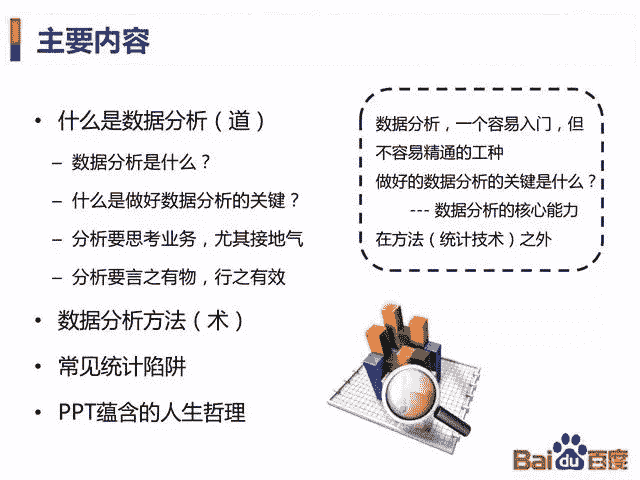 主要内容
• 什么是数据分析（道）
– 数据分析是什么？
– 什么是做好数据分析的关键？
– 分析要思考业务，尤其接地气
– 分析要言之有物，行之有效
• 数据分析方法（术）
• 常见统计陷阱
• PPT蕴含的人生哲理
数据分析，一个容易入门，但
不容易精通的工种
做好的数据分析的关键是什么？
--- 数据分析的核心能力
在方法（统计技术）之外
Bai du 百度